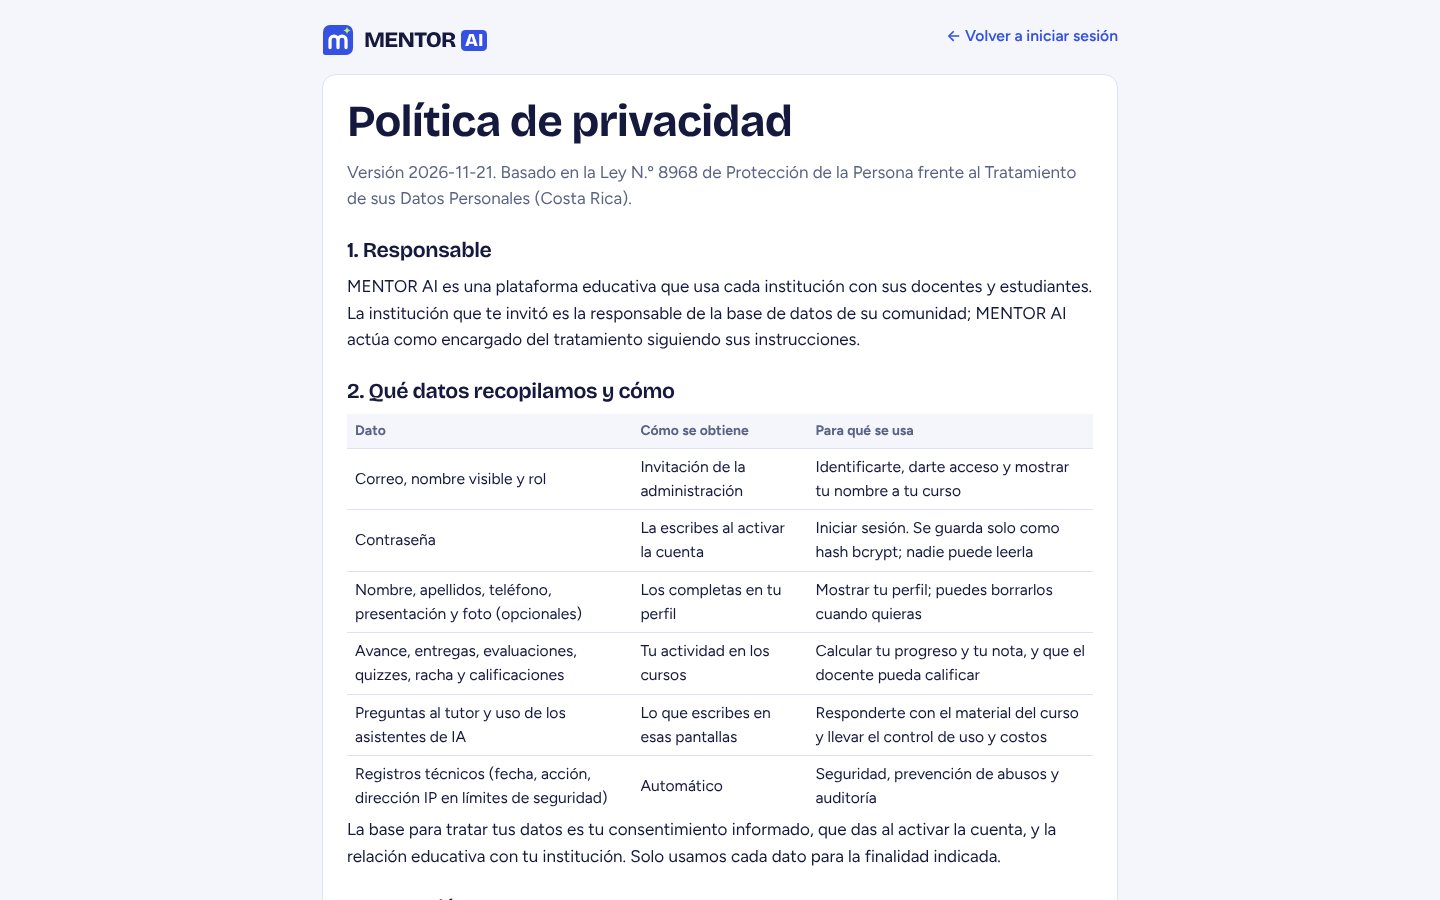 m MENTOR AI
← Volver a iniciar sesión
Política de privacidad
Versión 2026-11-21. Basado en la Ley N.º 8968 de Protección de la Persona frente al Tratamiento
de sus Datos Personales (Costa Rica).
1. Responsable
MENTOR AI es una plataforma educativa que usa cada institución con sus docentes y estudiantes.
La institución que te invitó es la responsable de la base de datos de su comunidad; MENTOR AI
actúa como encargado del tratamiento siguiendo sus instrucciones.
2. Qué datos recopilamos y cómo
Dato Cómo se obtiene Para qué se usa
Correo, nombre visible y rol
Invitación de la
administración
Identificarte, darte acceso y mostrar
tu nombre a tu curso
Contraseña
La escribes al activar
la cuenta
Iniciar sesión. Se guarda solo como
hash bcrypt; nadie puede leerla
Nombre, apellidos, teléfono,
presentación y foto (opcionales)
Los completas en tu
perfil
Mostrar tu perfil; puedes borrarlos
cuando quieras
Avance, entregas, evaluaciones,
quizzes, racha y calificaciones
Tu actividad en los
cursos
Calcular tu progreso y tu nota, y que el
docente pueda calificar
Preguntas al tutor y uso de los
asistentes de IA
Lo que escribes en
esas pantallas
Responderte con el material del curso
y llevar el control de uso y costos
Registros técnicos (fecha, acción,
dirección IP en límites de seguridad)
Automático
Seguridad, prevención de abusos y
auditoría
La base para tratar tus datos es tu consentimiento informado, que das al activar la cuenta, y la
relación educativa con tu institución. Solo usamos cada dato para la finalidad indicada.